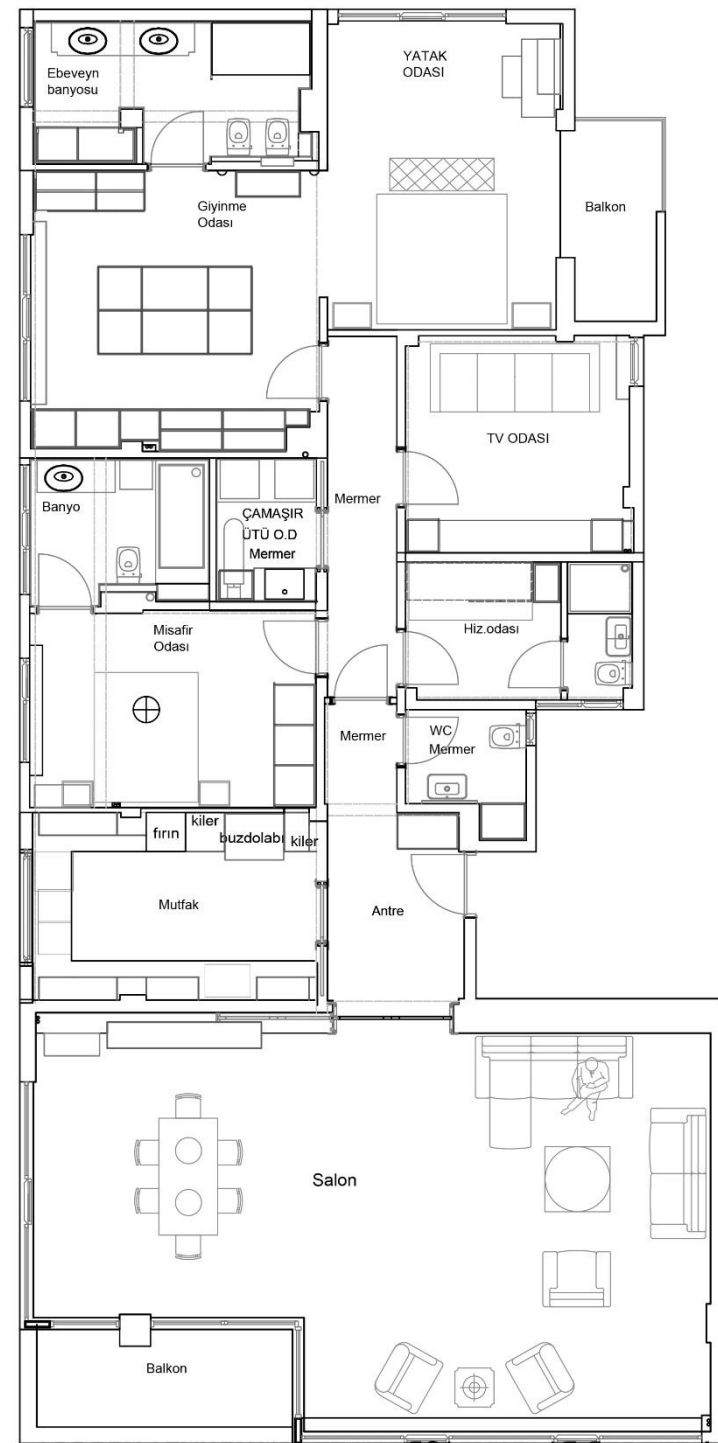 YATAK
ODASI
Ebeveyn
banyosu
Giyinme
Odası
Balkon
TV ODASI
Mermer
Banyo
ÇAMAŞIR
ÜTÜ O.D
Mermer
Misafir
Odası
Hiz.odası
Mermer
WC
Mermer
fırın
kiler
buzdolabı
kiler
Mutfak
Antre
Salon
Balkon